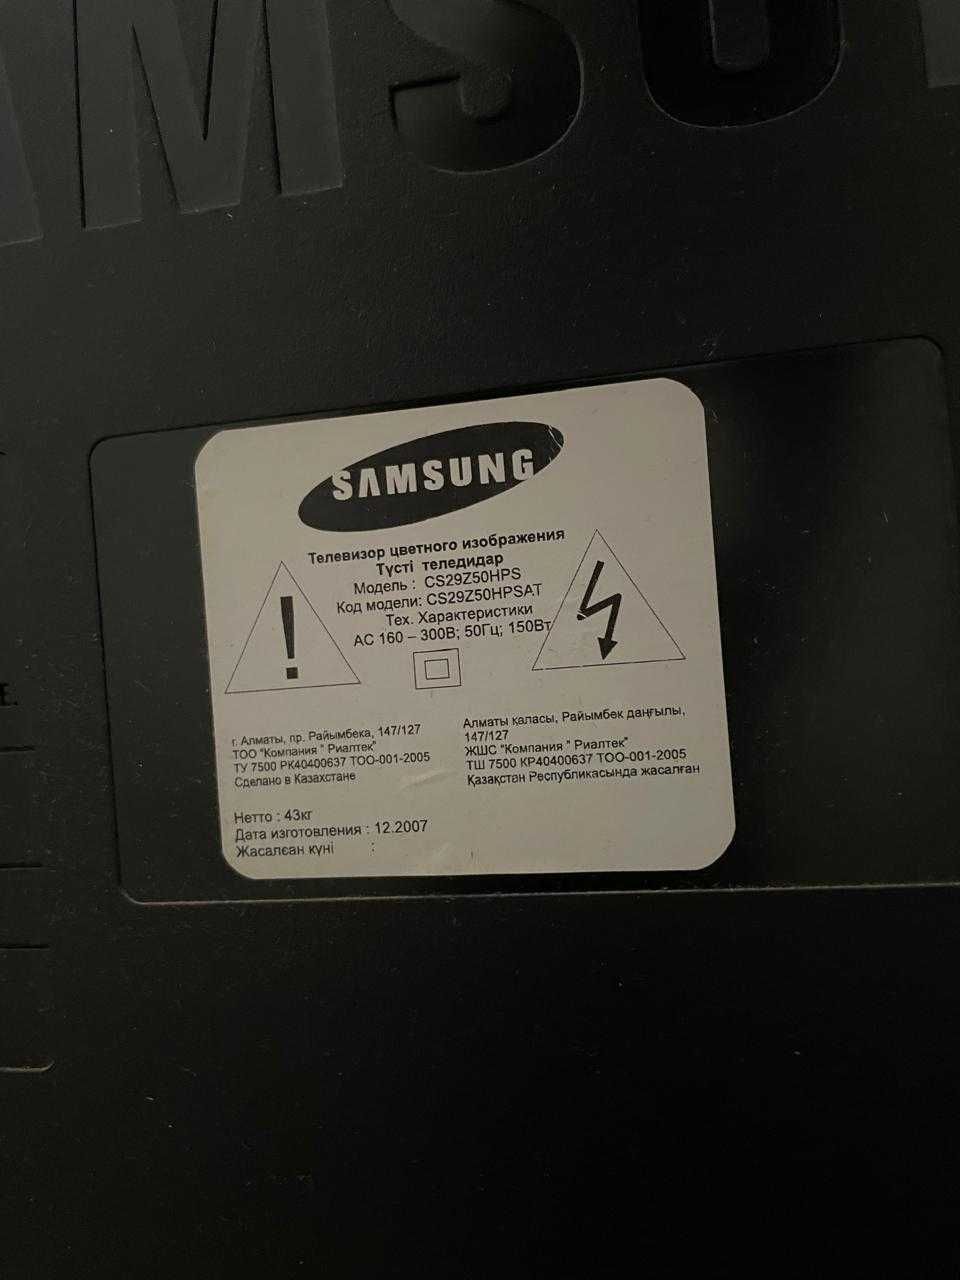 SAMSUNG
Телевизор цветного изображения
Түсті теледидар
Модель : CS29Z50HPS
Код модели: CS29Z50HPSAT
Тех. Характеристики
АС 160 – 300В; 50Гц; 150Вт
г. Алматы, пр. Райымбека, 147/127
ТОО "Компания " Риалтек"
ТУ 7500 РК40400637 ТОО-001-2005
Сделано в Казахстане
Алматы қаласы, Райымбек даңғылы,
147/127
ЖШС "Компания " Риалтек"
ТШ 7500 КР40400637 ТОО-001-2005
Қазақстан Республикасында жасалған
Нетто : 43кг
Дата изготовления : 12.2007
Жасалєан күні :